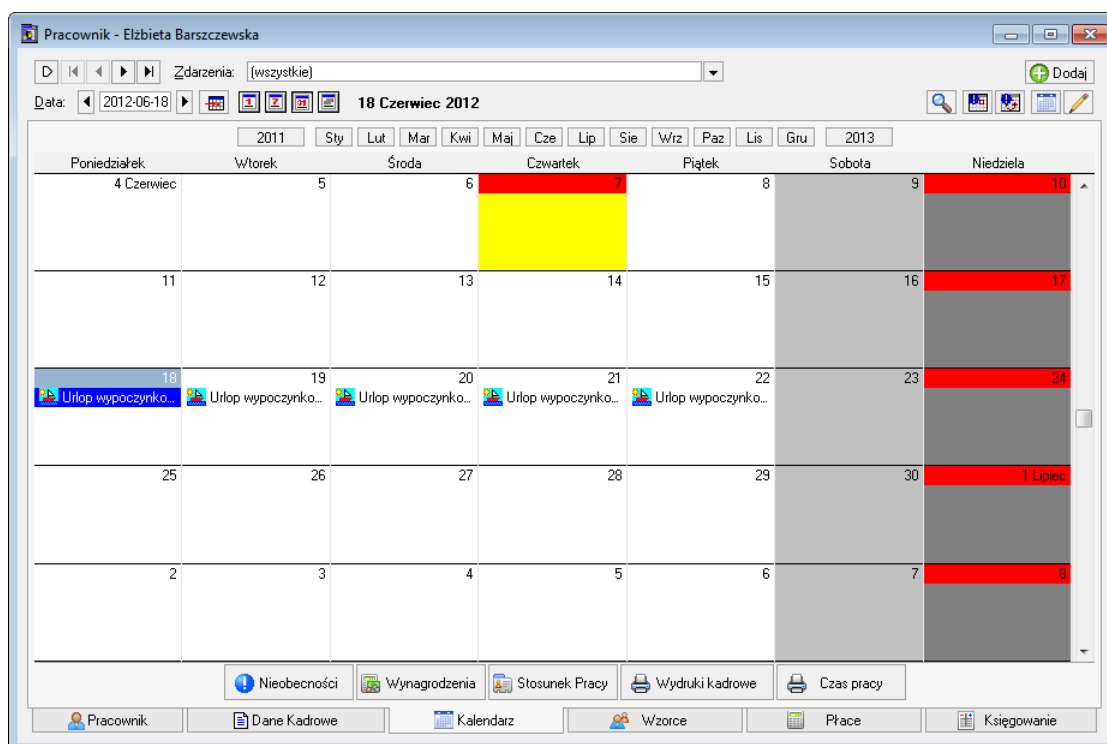 Pracownik - Elżbieta Barszczewska
D Zdarzenia: (wszystkie) Dodaj
Data: 2012-06-18 1 7 31 18 Czerwiec 2012
2011 Sty Lut Mar Kwi Maj Cze Lip Sie Wrz Paz Lis Gru 2013
Poniedziałek Wtorek Środa Czwartek Piątek Sobota Niedziela
4 Czerwiec 5 6 7 8 9 10
11 12 13 14 15 16 17
18 19 20 21 22 23 24
Urlop wypoczynko... Urlop wypoczynko... Urlop wypoczynko... Urlop wypoczynko... Urlop wypoczynko...
25 26 27 28 29 30 1 Lipiec
2 3 4 5 6 7 8
Nieobecności Wynagrodzenia Stosunek Pracy Wydruki kadrowe Czas pracy
Pracownik Dane Kadrowe Kalendarz Wzorce Płace Księgowanie